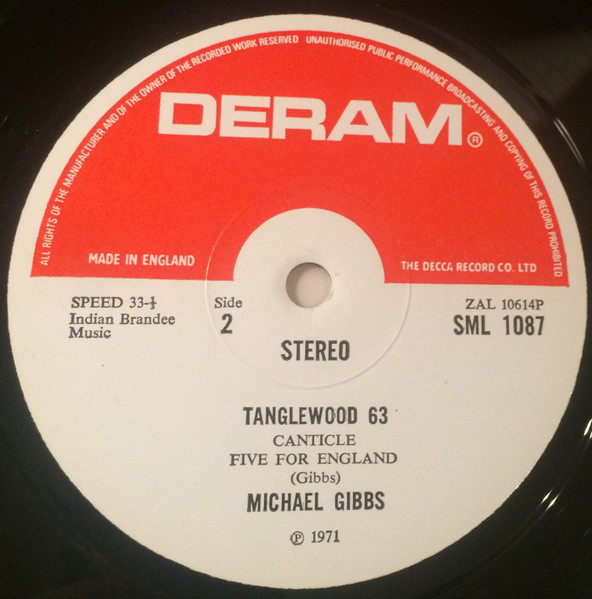 ALL RIGHTS OF THE MANUFACTURER AND OF THE OWNER OF THE RECORDED WORK RESERVED UNAUTHORISED PUBLIC PERFORMANCE BROADCASTING AND COPYING OF THIS RECORD PROHIBITED
DERAM®
MADE IN ENGLAND
THE DECCA RECORD CO. LTD
SPEED 33-⅓
Indian Brandee
Music
Side
2
STEREO
ZAL 10614P
SML 1087
TANGLEWOOD 63
CANTICLE
FIVE FOR ENGLAND
(Gibbs)
MICHAEL GIBBS
℗ 1971